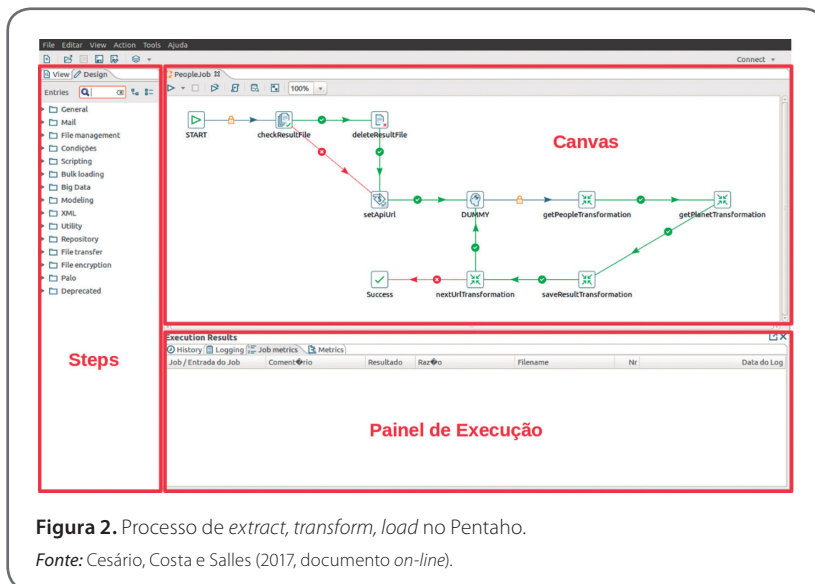 File Editar View Action Tools Ajuda
Connect
View Design
Entries
General
Mail
File management
Condições
Scripting
Bulk loading
Big Data
Modeling
XML
Utility
Repository
File transfer
File encryption
Palo
Deprecated
Steps
PeopleJob
100%
START
checkResultFile
deleteResultFile
Canvas
setApiUrl
DUMMY
getPeopleTransformation
getPlanetTransformation
Success
nextUrlTransformation
saveResultTransformation
Execution Results
History Logging Job metrics Metrics
Job / Entrada do Job Coment�rio Resultado Raz�o Filename Nr Data do Log
Painel de Execução
Figura 2. Processo de extract, transform, load no Pentaho.
Fonte: Cesário, Costa e Salles (2017, documento on-line).